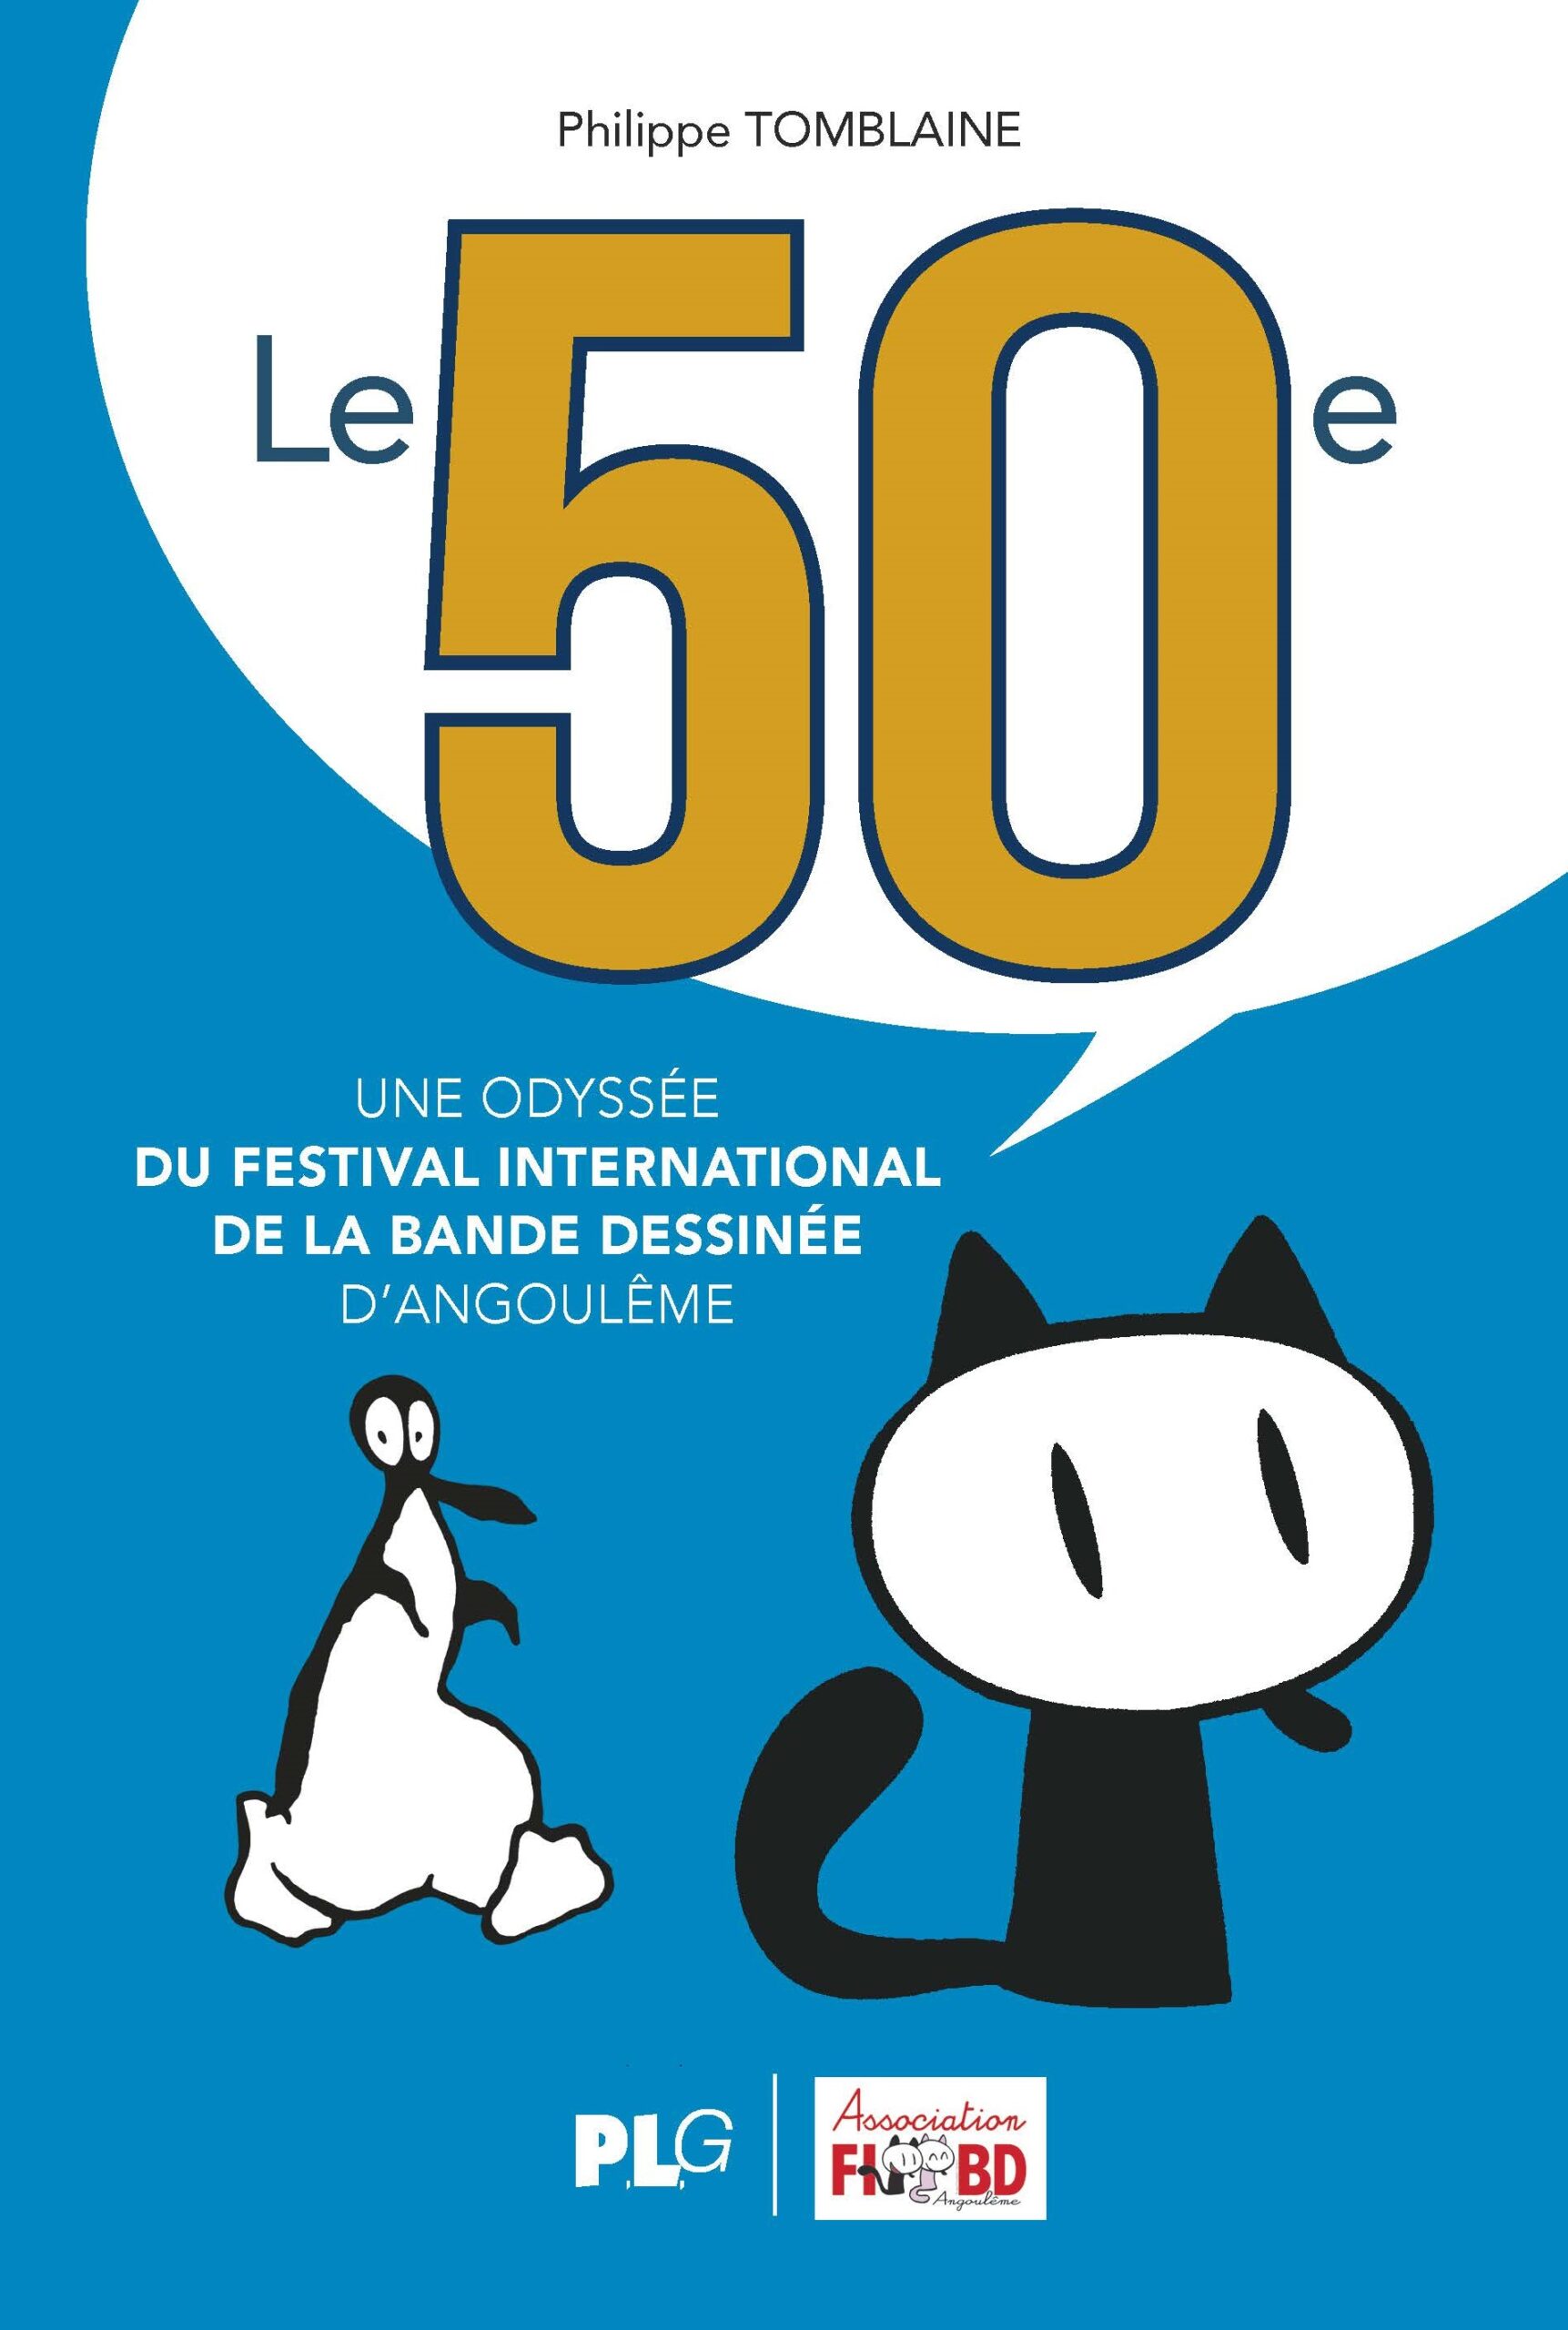 Philippe TOMBLAINE
Le 50e
UNE ODYSSÉE
DU FESTIVAL INTERNATIONAL
DE LA BANDE DESSINÉE
D'ANGOULÊME
PLG
Association
FIBD
Angoulême